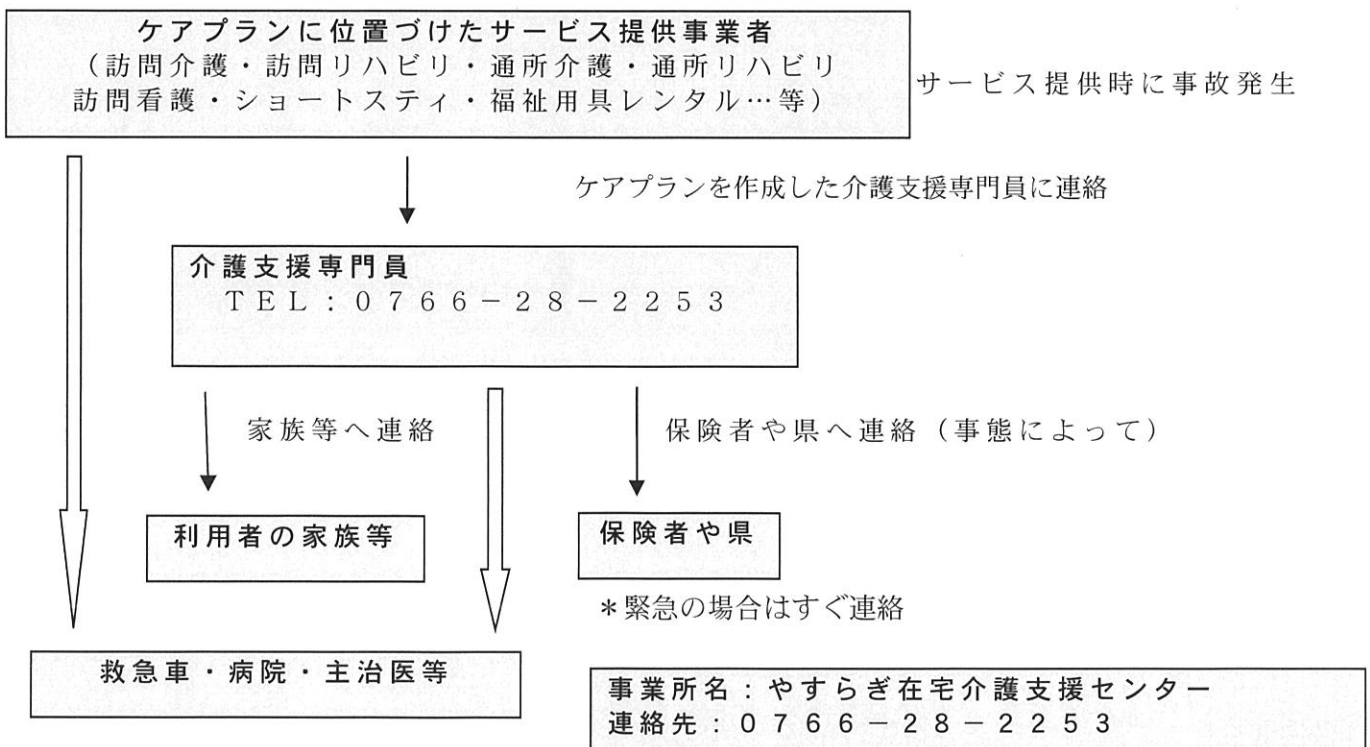 ケアプランに位置づけたサービス提供事業者
（訪問介護・訪問リハビリ・通所介護・通所リハビリ
訪問看護・ショートスティ・福祉用具レンタル…等）
サービス提供時に事故発生
ケアプランを作成した介護支援専門員に連絡
介護支援専門員
ＴＥＬ：０７６６－２８－２２５３
家族等へ連絡
保険者や県へ連絡（事態によって）
利用者の家族等
保険者や県
＊緊急の場合はすぐ連絡
救急車・病院・主治医等
事業所名：やすらぎ在宅介護支援センター
連絡先：０７６６－２８－２２５３